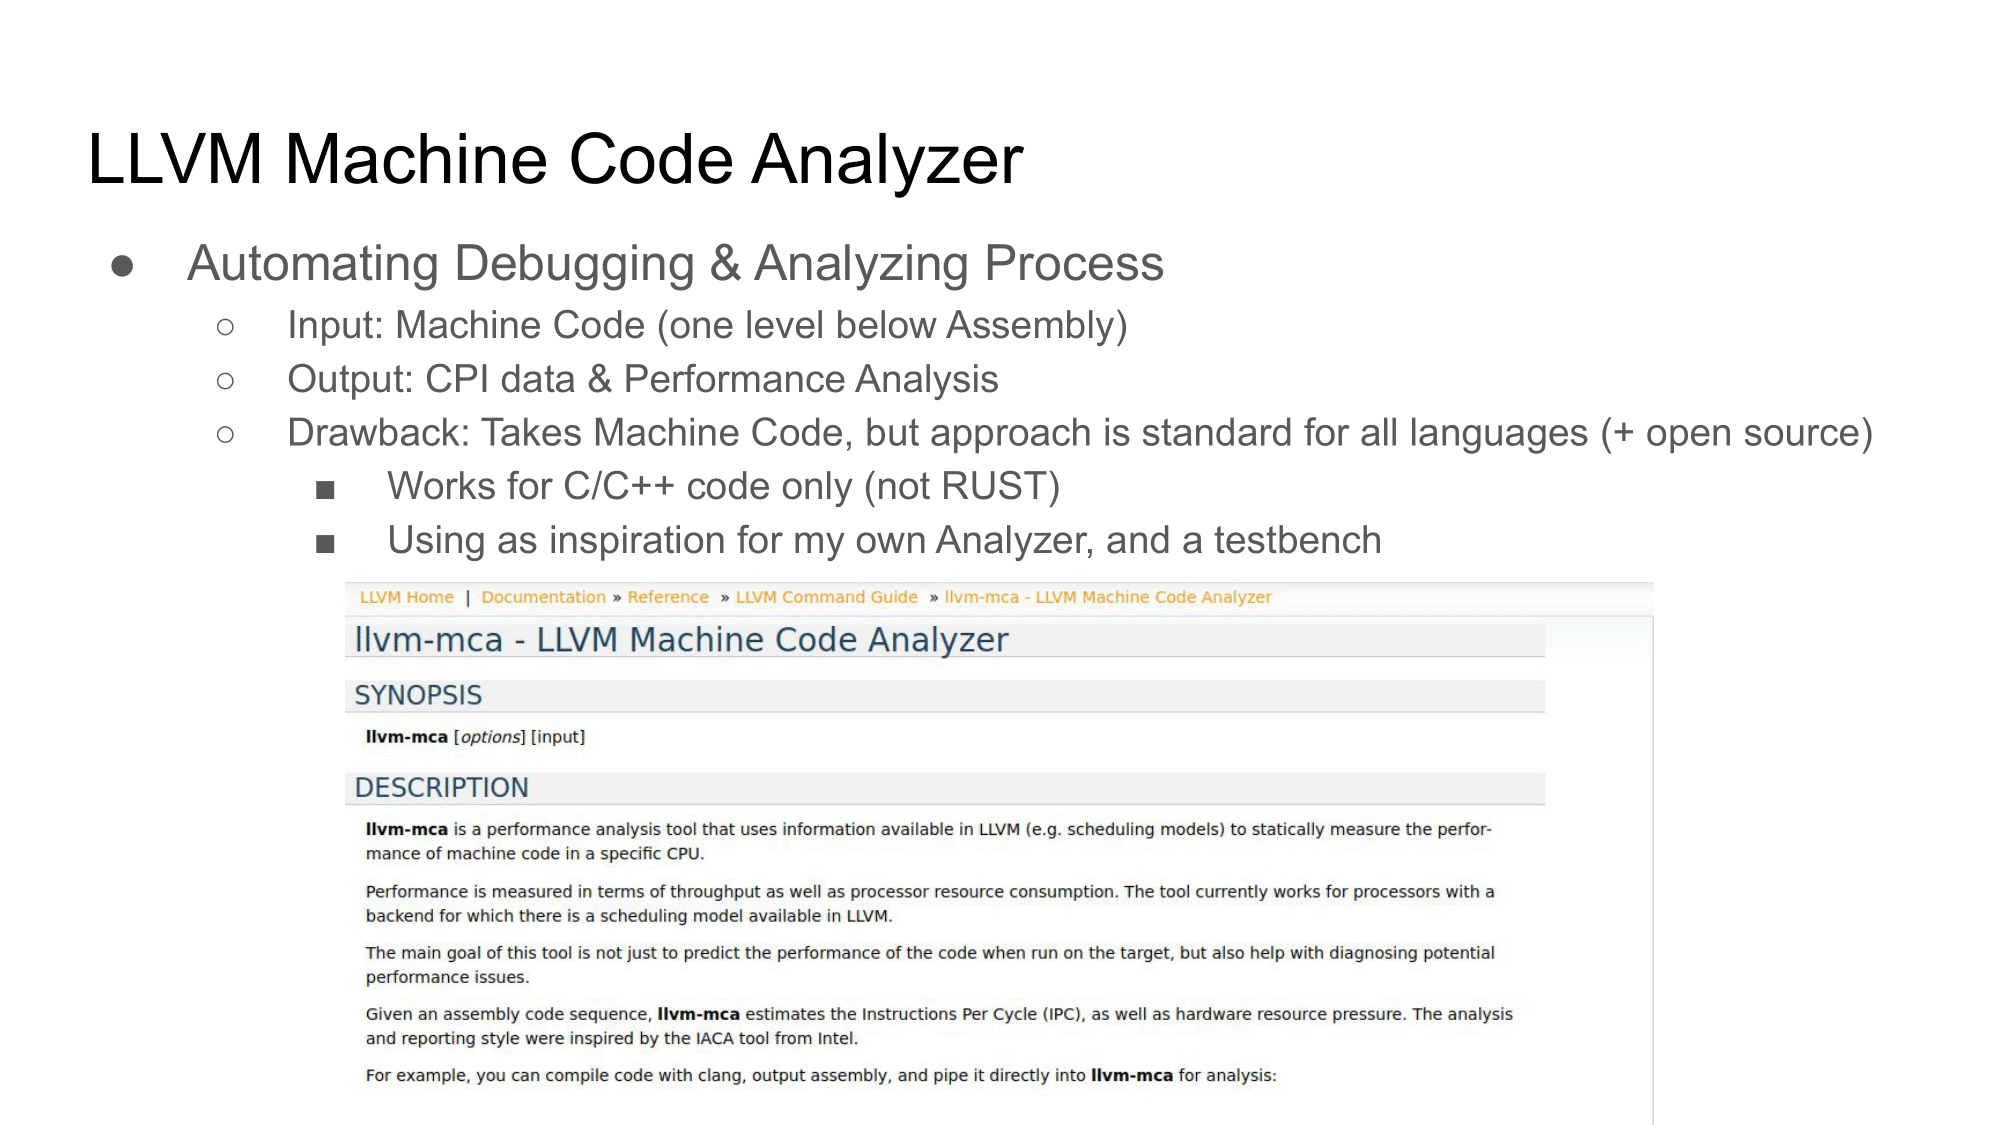 LLVM Machine Code Analyzer
● Automating Debugging & Analyzing Process
○ Input: Machine Code (one level below Assembly)
○ Output: CPI data & Performance Analysis
○ Drawback: Takes Machine Code, but approach is standard for all languages (+ open source)
■ Works for C/C++ code only (not RUST)
■ Using as inspiration for my own Analyzer, and a testbench
LLVM Home | Documentation » Reference » LLVM Command Guide » llvm-mca - LLVM Machine Code Analyzer
llvm-mca - LLVM Machine Code Analyzer
SYNOPSIS
llvm-mca [options] [input]
DESCRIPTION
llvm-mca is a performance analysis tool that uses information available in LLVM (e.g. scheduling models) to statically measure the perfor-
mance of machine code in a specific CPU.
Performance is measured in terms of throughput as well as processor resource consumption. The tool currently works for processors with a
backend for which there is a scheduling model available in LLVM.
The main goal of this tool is not just to predict the performance of the code when run on the target, but also help with diagnosing potential
performance issues.
Given an assembly code sequence, llvm-mca estimates the Instructions Per Cycle (IPC), as well as hardware resource pressure. The analysis
and reporting style were inspired by the IACA tool from Intel.
For example, you can compile code with clang, output assembly, and pipe it directly into llvm-mca for analysis: